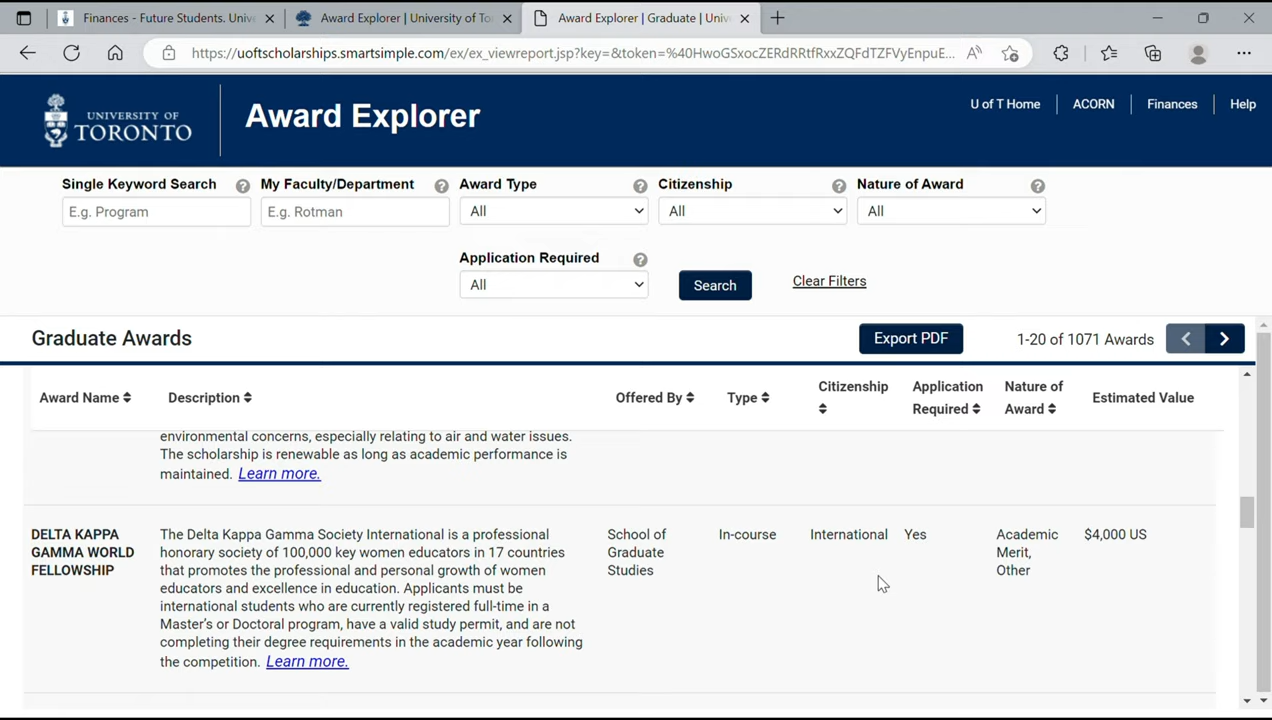 Finances - Future Students. Unive
Award Explorer | University of To
Award Explorer | Graduate | Univ
https://uoftscholarships.smartsimple.com/ex/ex_viewreport.jsp?key=&token=%40HwoGSxocZERdRRtfRxxZQFdTZFVyEnpuE...
UNIVERSITY OF
TORONTO
Award Explorer
U of T Home
ACORN
Finances
Help
Single Keyword Search
My Faculty/Department
Award Type
Citizenship
Nature of Award
E.g. Program
E.g. Rotman
All
All
All
Application Required
All
Search
Clear Filters
Graduate Awards
Export PDF
1-20 of 1071 Awards
Award Name
Description
Offered By
Type
Citizenship
Application
Required
Nature of
Award
Estimated Value
environmental concerns, especially relating to air and water issues.
The scholarship is renewable as long as academic performance is
maintained. Learn more.
DELTA KAPPA
GAMMA WORLD
FELLOWSHIP
The Delta Kappa Gamma Society International is a professional
honorary society of 100,000 key women educators in 17 countries
that promotes the professional and personal growth of women
educators and excellence in education. Applicants must be
international students who are currently registered full-time in a
Master's or Doctoral program, have a valid study permit, and are not
completing their degree requirements in the academic year following
the competition. Learn more.
School of
Graduate
Studies
In-course
International
Yes
Academic
Merit,
Other
$4,000 US